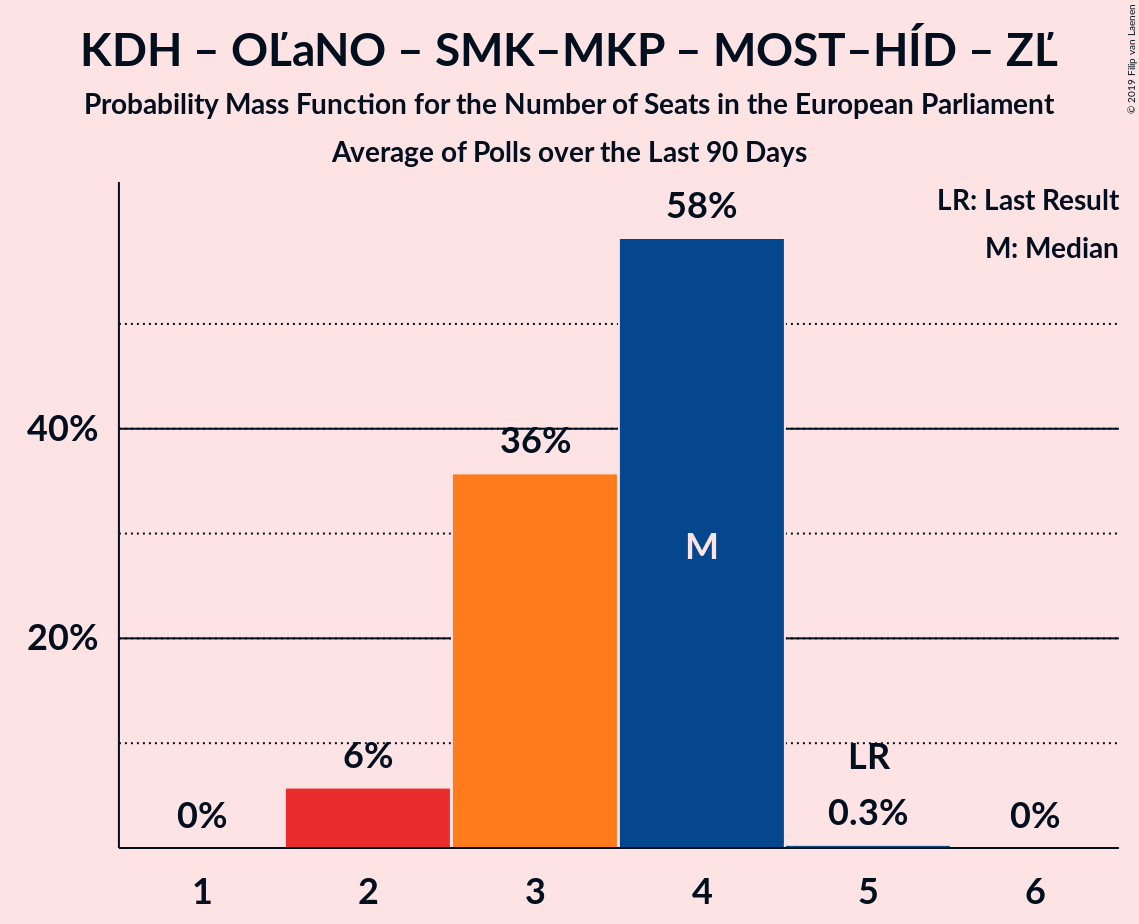 KDH – OĽaNO – SMK–MKP – MOST–HÍD – ZĽ
Probability Mass Function for the Number of Seats in the European Parliament
Average of Polls over the Last 90 Days
© 2019 Filip van Laenen
LR: Last Result
M: Median
58%
40%
36%
M
20%
6%
LR
0%
0.3%
0%
1
2
3
4
5
6